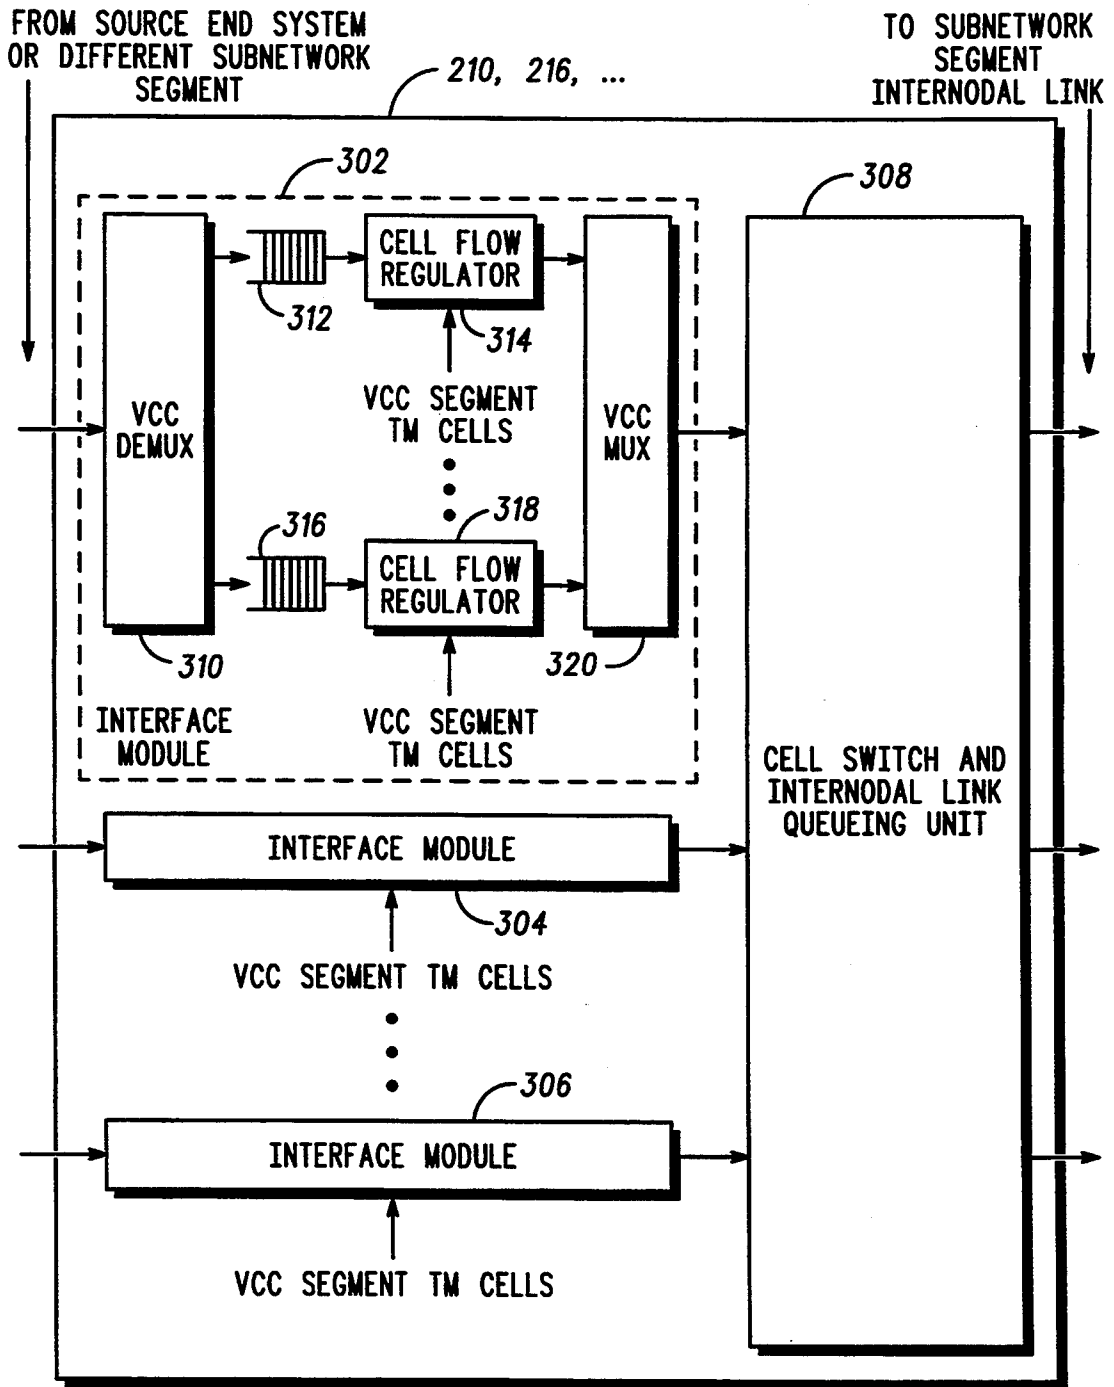 FROM SOURCE END SYSTEM
OR DIFFERENT SUBNETWORK
SEGMENT
TO SUBNETWORK
SEGMENT
INTERNODAL LINK
210, 216, ...
302
308
CELL FLOW
REGULATOR
312
314
VCC SEGMENT
TM CELLS
VCC
DEMUX
VCC
MUX
316
318
CELL FLOW
REGULATOR
310
320
INTERFACE
MODULE
VCC SEGMENT
TM CELLS
CELL SWITCH AND
INTERNODAL LINK
QUEUEING UNIT
INTERFACE MODULE
304
VCC SEGMENT TM CELLS
306
INTERFACE MODULE
VCC SEGMENT TM CELLS